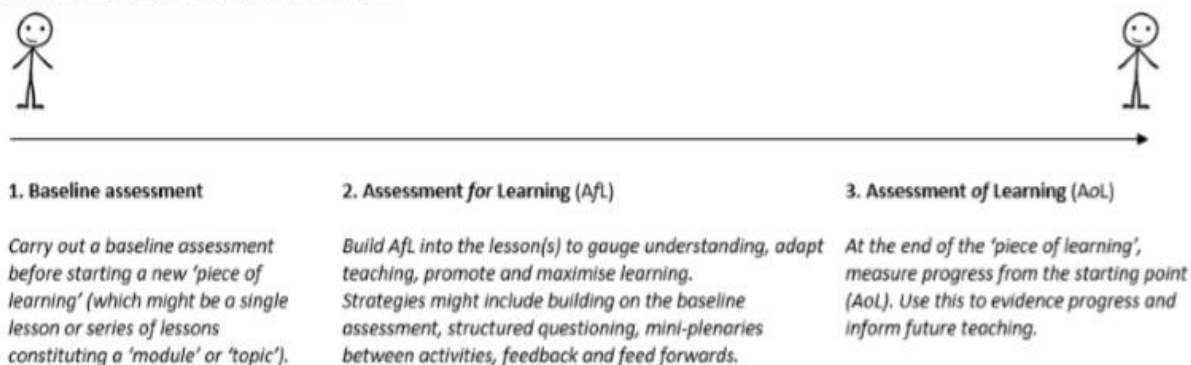 1. Baseline assessment
Carry out a baseline assessment
before starting a new ‘piece of
learning’ (which might be a single
lesson or series of lessons
constituting a ‘module’ or ‘topic’).
2. Assessment for Learning (AfL)
Build AfL into the lesson(s) to gauge understanding, adapt
teaching, promote and maximise learning.
Strategies might include building on the baseline
assessment, structured questioning, mini-plenaries
between activities, feedback and feed forwards.
3. Assessment of Learning (AoL)
At the end of the ‘piece of learning’,
measure progress from the starting point
(AoL). Use this to evidence progress and
inform future teaching.